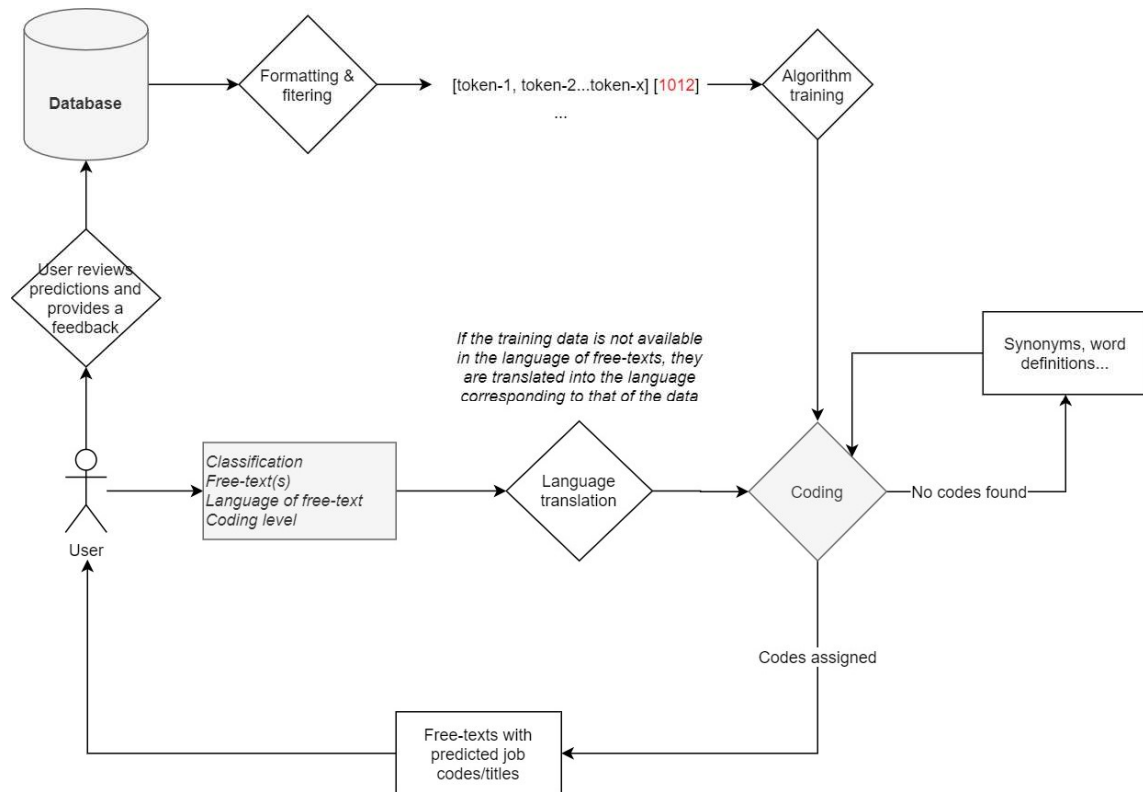 Database
Formatting &
fitering
[token-1, token-2...token-x] [1012]
...
Algorithm
training
User reviews
predictions and
provides a
feedback
If the training data is not available
in the language of free-texts, they
are translated into the language
corresponding to that of the data
Synonyms, word
definitions...
User
Classification
Free-text(s)
Language of free-text
Coding level
Language
translation
Coding
No codes found
Codes assigned
Free-texts with
predicted job
codes/titles